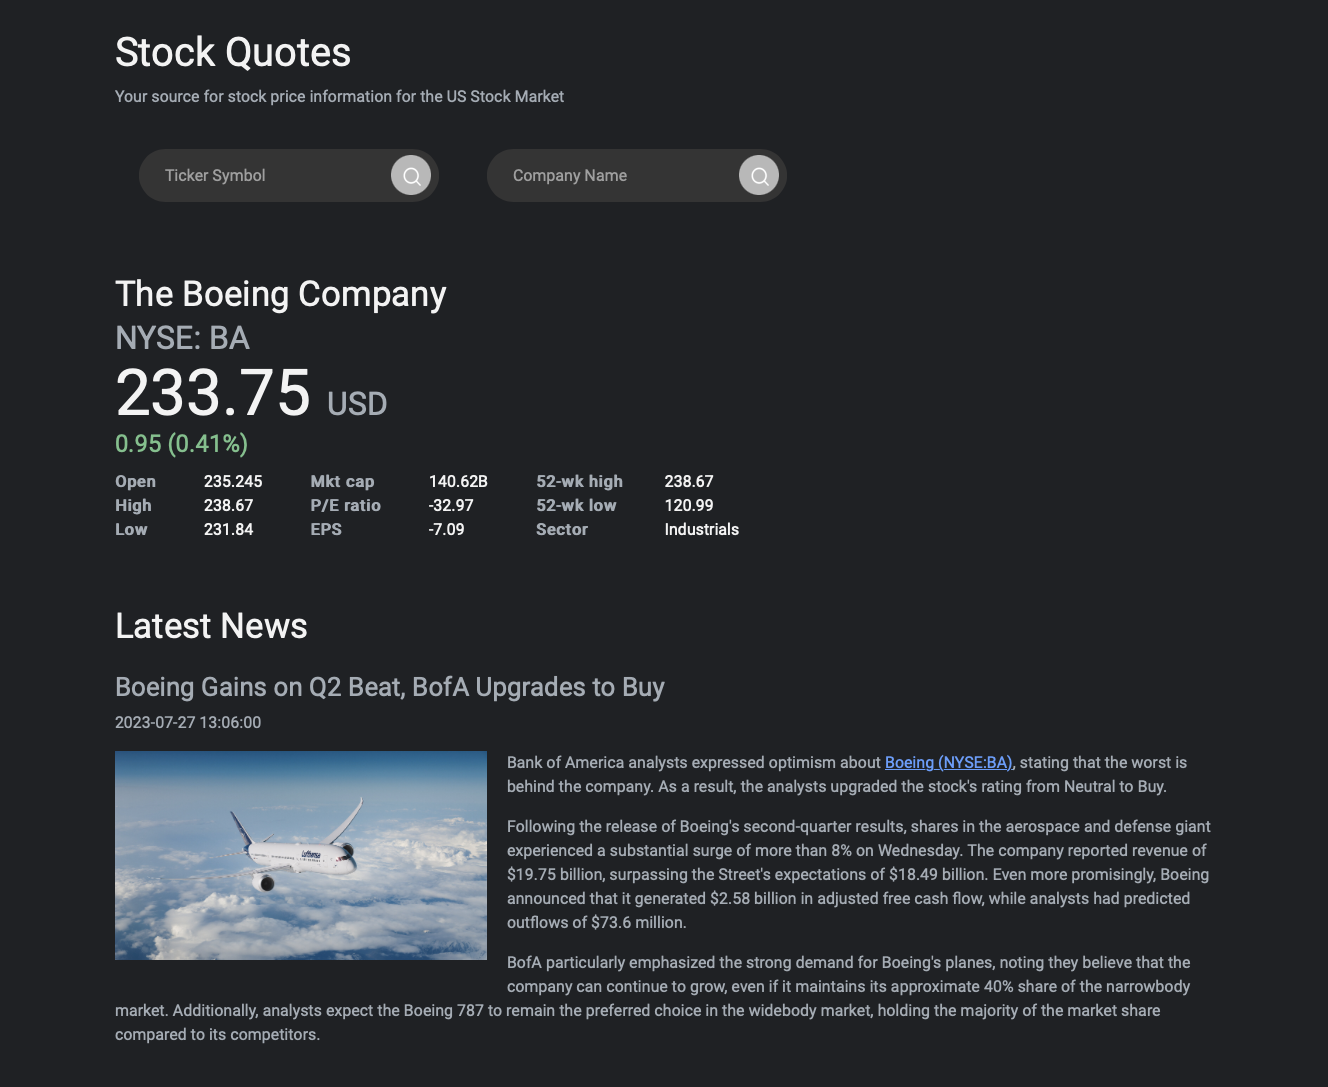 Stock Quotes
Your source for stock price information for the US Stock Market
Ticker Symbol
Company Name
The Boeing Company
NYSE: BA
233.75 USD
0.95 (0.41%)
Open 235.245 Mkt cap 140.62B 52-wk high 238.67
High 238.67 P/E ratio -32.97 52-wk low 120.99
Low 231.84 EPS -7.09 Sector Industrials
Latest News
Boeing Gains on Q2 Beat, BofA Upgrades to Buy
2023-07-27 13:06:00
Lufthansa
Bank of America analysts expressed optimism about Boeing (NYSE:BA), stating that the worst is
behind the company. As a result, the analysts upgraded the stock's rating from Neutral to Buy.
Following the release of Boeing's second-quarter results, shares in the aerospace and defense giant
experienced a substantial surge of more than 8% on Wednesday. The company reported revenue of
$19.75 billion, surpassing the Street's expectations of $18.49 billion. Even more promisingly, Boeing
announced that it generated $2.58 billion in adjusted free cash flow, while analysts had predicted
outflows of $73.6 million.
BofA particularly emphasized the strong demand for Boeing's planes, noting they believe that the
company can continue to grow, even if it maintains its approximate 40% share of the narrowbody
market. Additionally, analysts expect the Boeing 787 to remain the preferred choice in the widebody market, holding the majority of the market share
compared to its competitors.